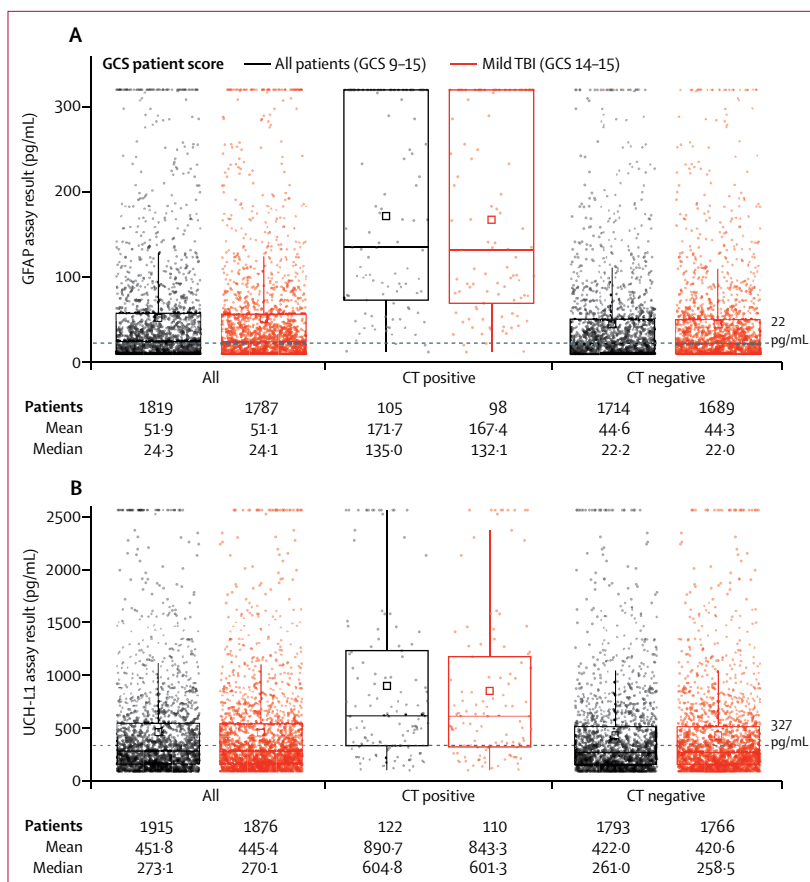 A
GCS patient score All patients (GCS 9–15) Mild TBI (GCS 14–15)
GFAP assay result (pg/mL)
300
200
100
0
22
pg/mL
All CT positive CT negative
Patients 1819 1787 105 98 1714 1689
Mean 51·9 51·1 171·7 167·4 44·6 44·3
Median 24·3 24·1 135·0 132·1 22·2 22·0
B
UCH-L1 assay result (pg/mL)
2500
2000
1500
1000
500
0
327
pg/mL
All CT positive CT negative
Patients 1915 1876 122 110 1793 1766
Mean 451·8 445·4 890·7 843·3 422·0 420·6
Median 273·1 270·1 604·8 601·3 261·0 258·5